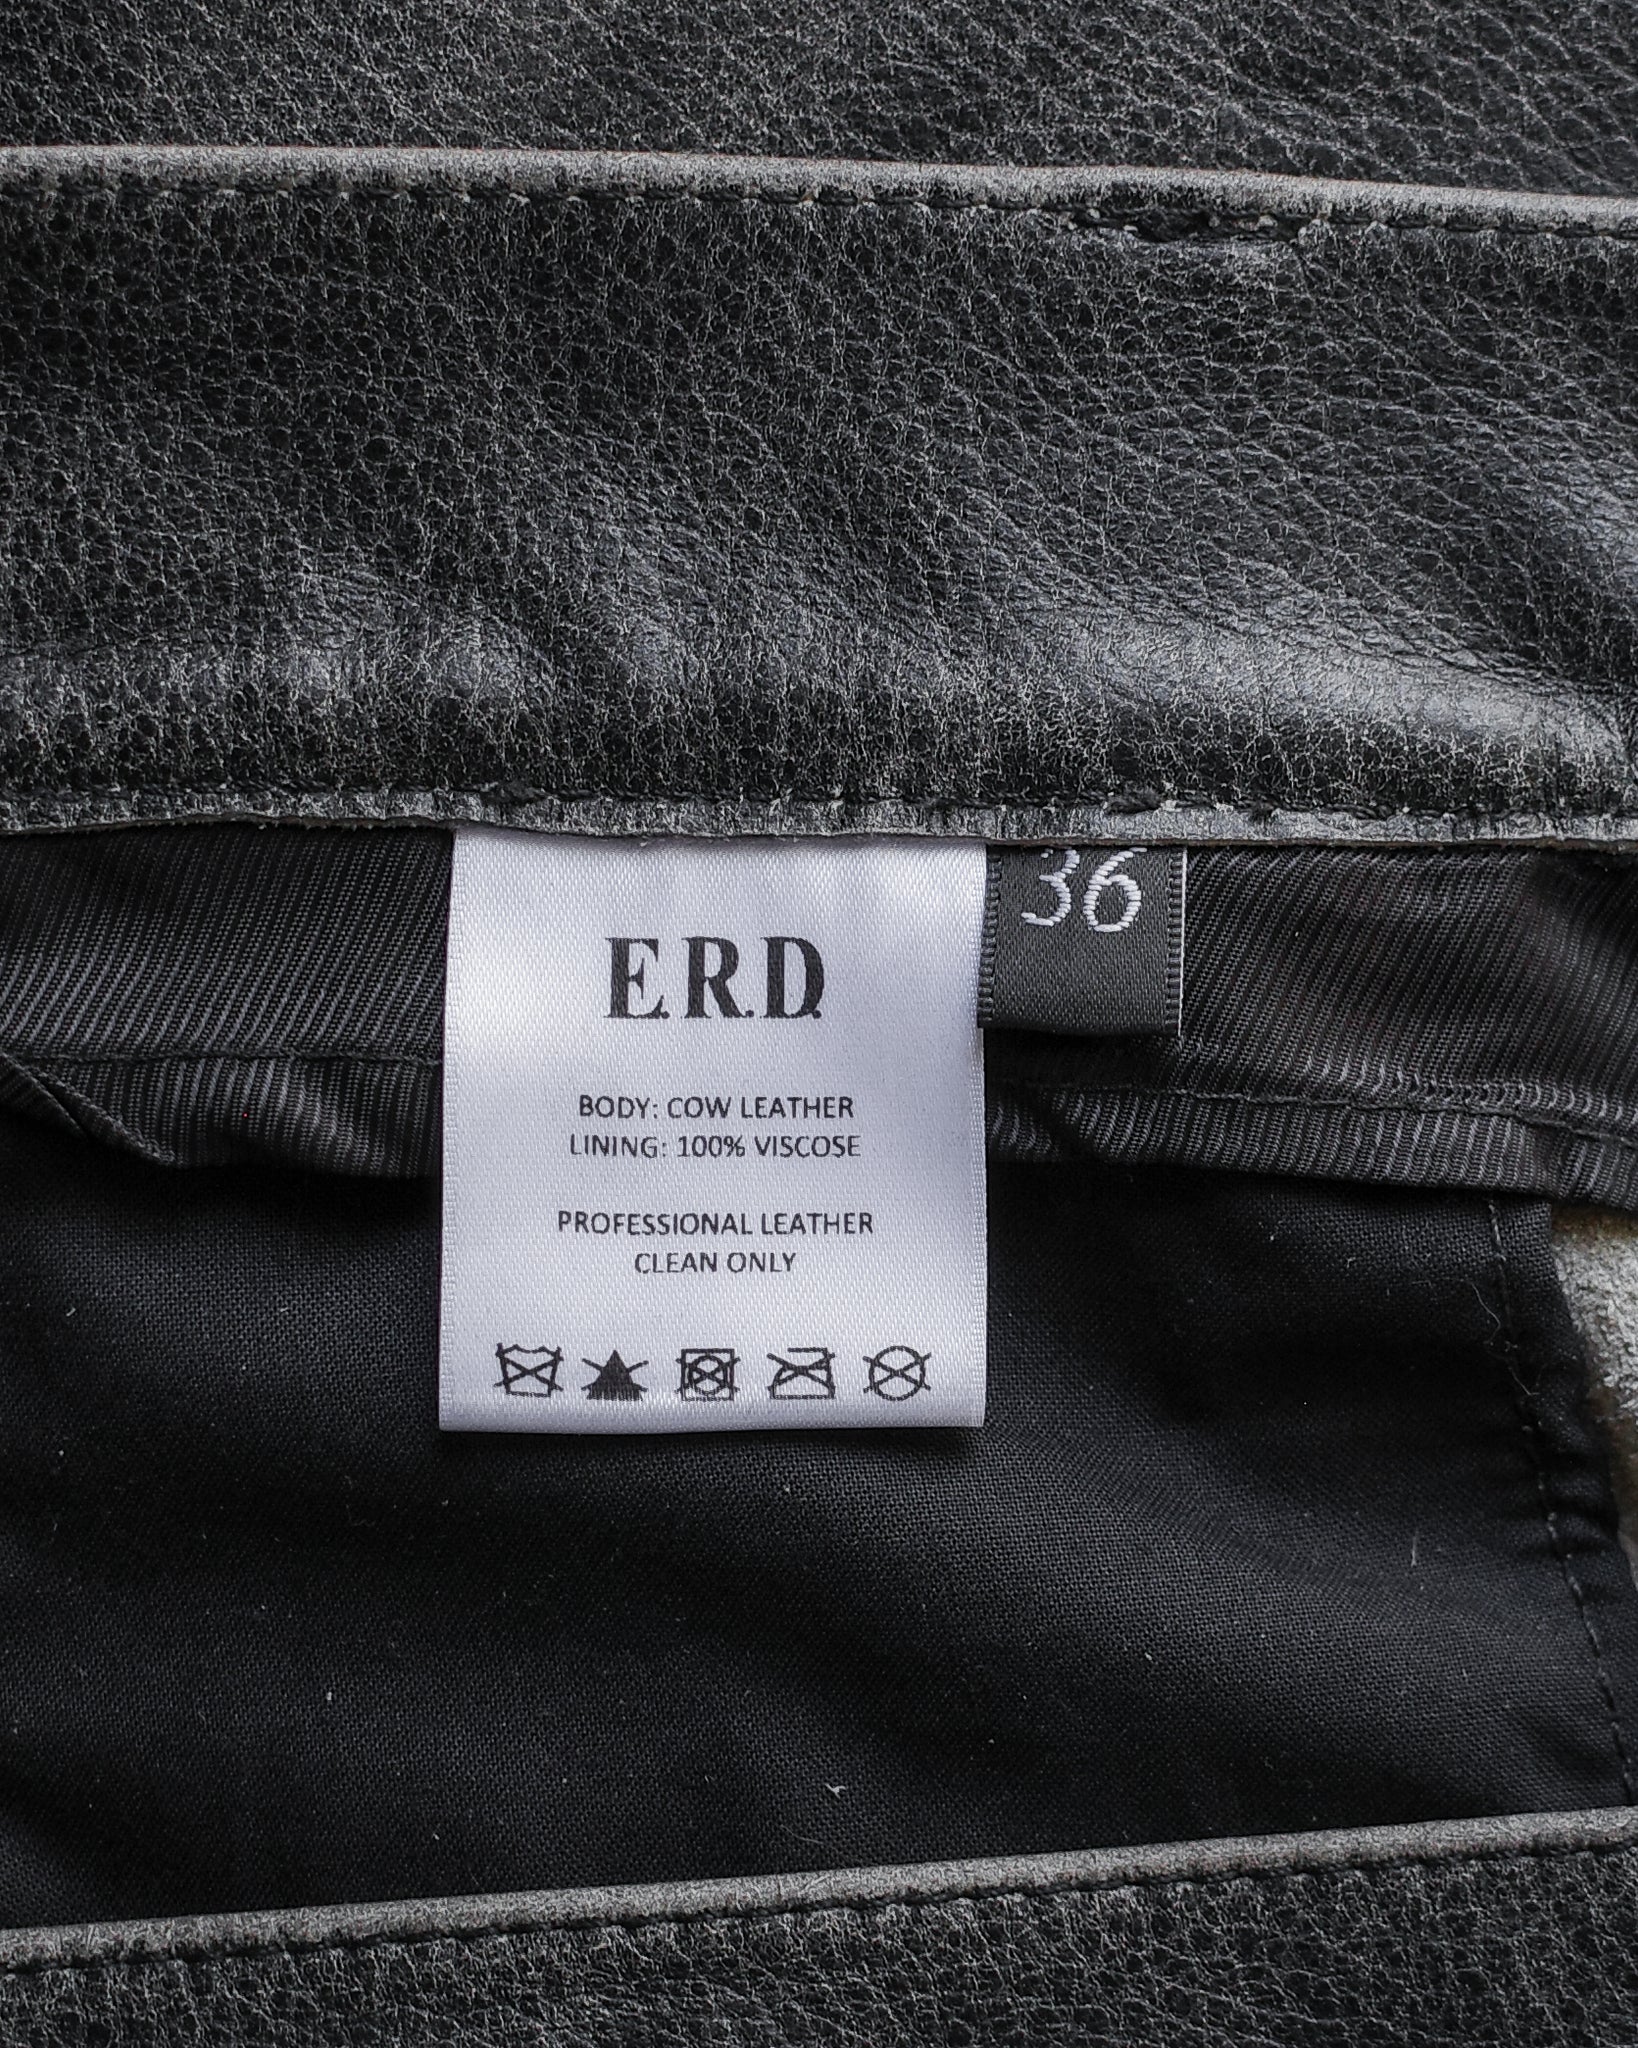 36
E.R.D.
BODY: COW LEATHER
LINING: 100% VISCOSE
PROFESSIONAL LEATHER
CLEAN ONLY